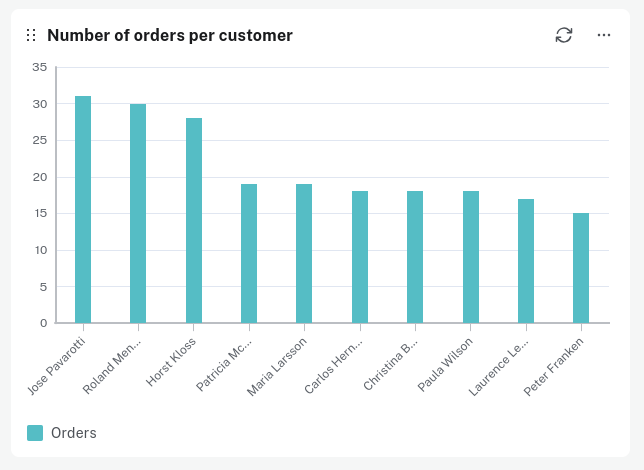 Number of orders per customer
35
30
25
20
15
10
5
0
Jose Pavarotti
Roland Men...
Horst Kloss
Patricia Mc...
Maria Larsson
Carlos Hern...
Christina B...
Paula Wilson
Laurence Le...
Peter Franken
Orders